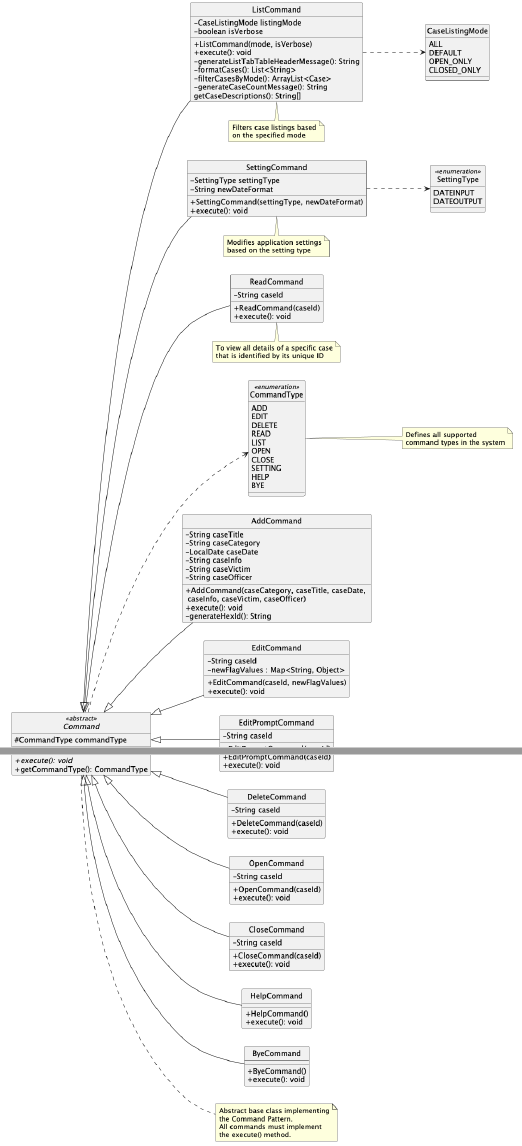 ListCommand
-CaseListingMode listingMode
-boolean isVerbose
+ListCommand(mode, isVerbose)
+execute(): void
-generateListTabTableHeaderMessage(): String
-formatCases(): List<String>
-filterCasesByMode(): ArrayList<Case>
-generateCaseCountMessage(): String
getCaseDescriptions(): String[]
CaseListingMode
ALL
DEFAULT
OPEN_ONLY
CLOSED_ONLY
Filters case listings based
on the specified mode
SettingCommand
-SettingType settingType
-String newDateFormat
+SettingCommand(settingType, newDateFormat)
+execute(): void
«enumeration»
SettingType
DATEINPUT
DATEOUTPUT
Modifies application settings
based on the setting type
ReadCommand
-String caseId
+ReadCommand(caseId)
+execute(): void
To view all details of a specific case
that is identified by its unique ID
«enumeration»
CommandType
ADD
EDIT
DELETE
READ
LIST
OPEN
CLOSE
SETTING
HELP
BYE
Defines all supported
command types in the system
AddCommand
-String caseTitle
-String caseCategory
-LocalDate caseDate
-String caseInfo
-String caseVictim
-String caseOfficer
+AddCommand(caseCategory, caseTitle, caseDate,
caseInfo, caseVictim, caseOfficer)
+execute(): void
-generateHexId(): String
EditCommand
-String caseId
-newFlagValues : Map<String, Object>
+EditCommand(caseId, newFlagValues)
+execute(): void
«abstract»
Command
#CommandType commandType
+execute(): void
+getCommandType(): CommandType
EditPromptCommand
-String caseId
+EditPromptCommand(caseId)
+execute(): void
DeleteCommand
-String caseId
+DeleteCommand(caseId)
+execute(): void
OpenCommand
-String caseId
+OpenCommand(caseId)
+execute(): void
CloseCommand
-String caseId
+CloseCommand(caseId)
+execute(): void
HelpCommand
+HelpCommand()
+execute(): void
ByeCommand
+ByeCommand()
+execute(): void
Abstract base class implementing
the Command Pattern.
All commands must implement
the execute() method.